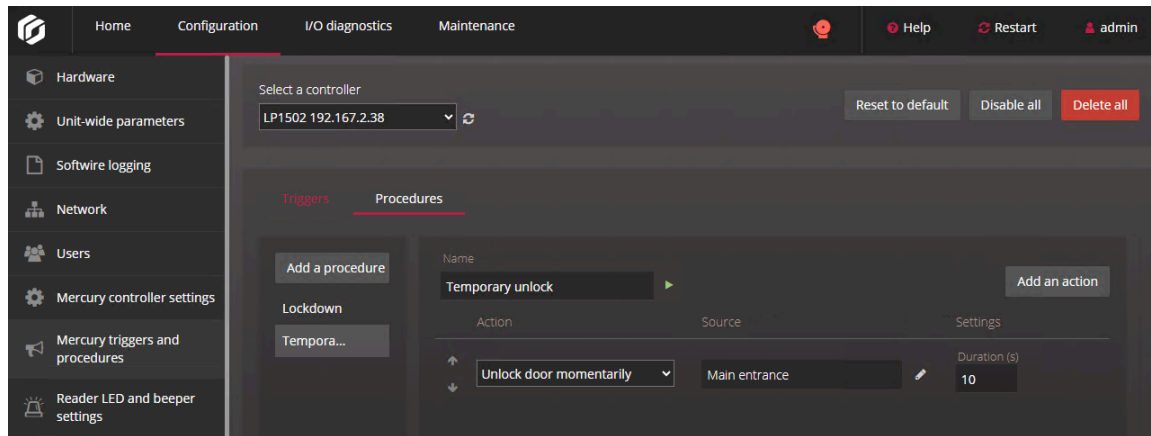 Home Configuration I/O diagnostics Maintenance Help Restart admin
Hardware
Unit-wide parameters
Softwire logging
Network
Users
Mercury controller settings
Mercury triggers and
procedures
Reader LED and beeper
settings
Select a controller
LP1502 192.167.2.38
Reset to default Disable all Delete all
Triggers Procedures
Add a procedure
Lockdown
Tempora...
Name
Temporary unlock
Add an action
Action Source Settings
Unlock door momentarily Main entrance
Duration (s)
10